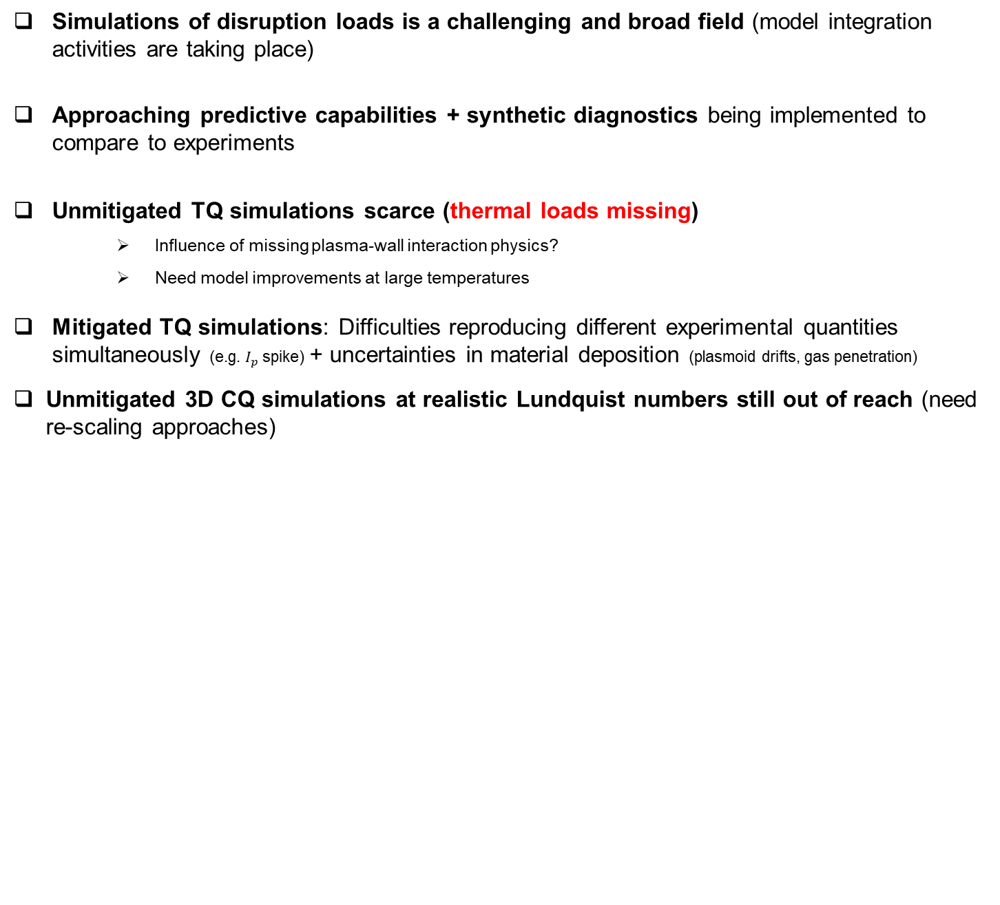 ❑ Simulations of disruption loads is a challenging and broad field (model integration
activities are taking place)
❑ Approaching predictive capabilities + synthetic diagnostics being implemented to
compare to experiments
❑ Unmitigated TQ simulations scarce (thermal loads missing)
➢ Influence of missing plasma-wall interaction physics?
➢ Need model improvements at large temperatures
❑ Mitigated TQ simulations: Difficulties reproducing different experimental quantities
simultaneously (e.g. I_p spike) + uncertainties in material deposition (plasmoid drifts, gas penetration)
❑ Unmitigated 3D CQ simulations at realistic Lundquist numbers still out of reach (need
re-scaling approaches)